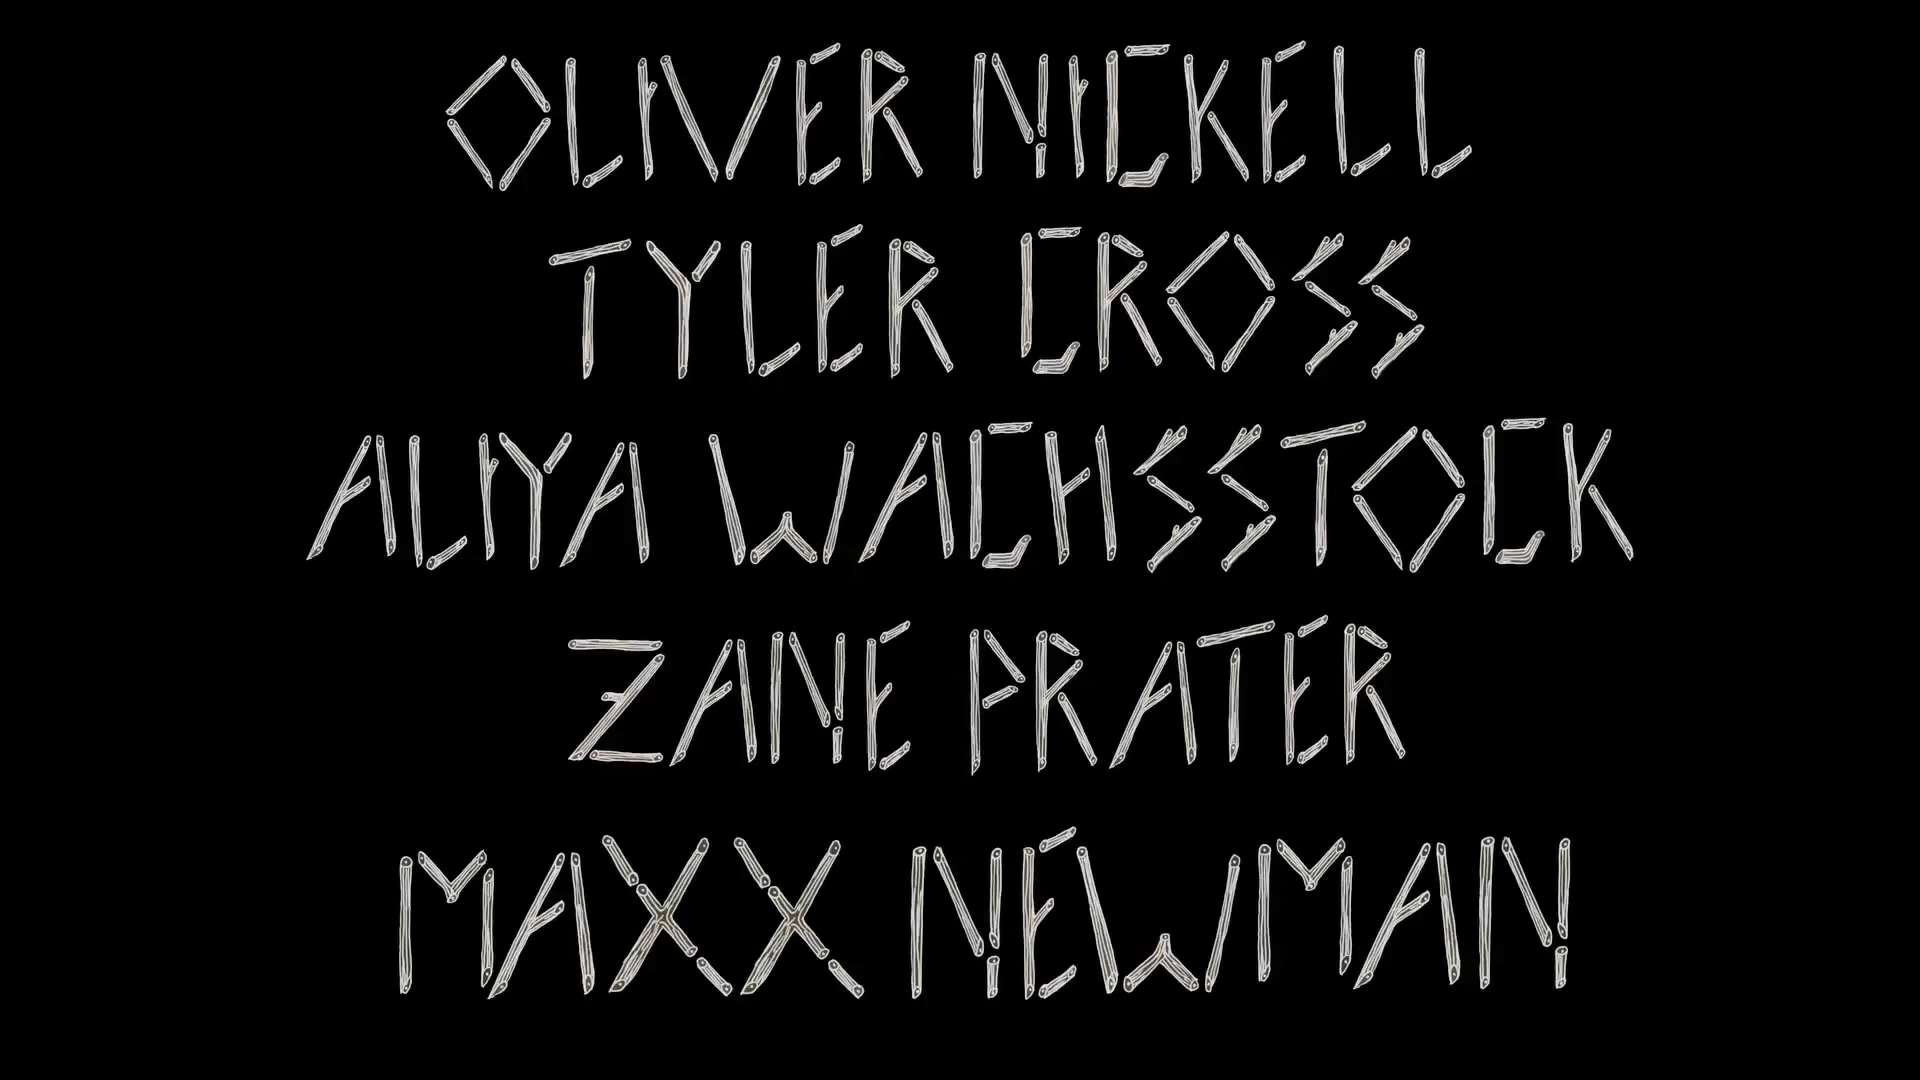 OLIVER NICKELL
TYLER CROSS
ALIYA WACHSSTOCK
ZANE PRATER
MAXX NEWMAN